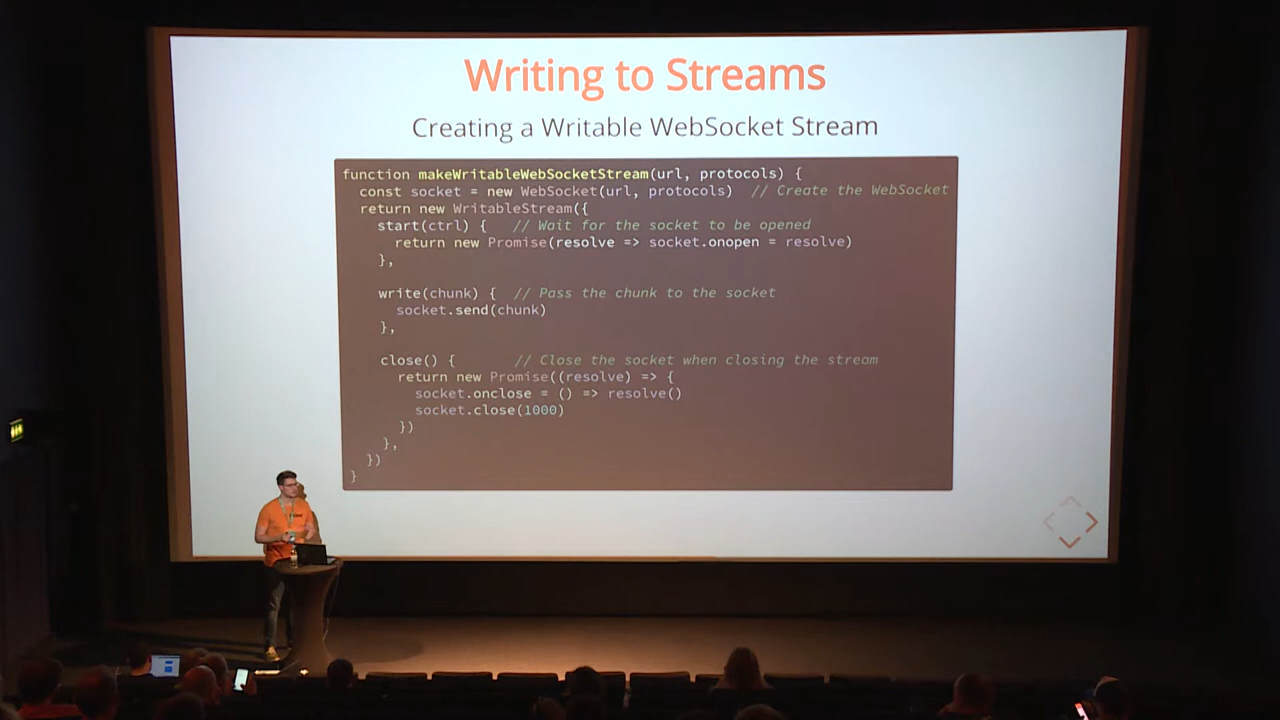 Writing to Streams
Creating a Writable WebSocket Stream
function makeWritableWebSocketStream(url, protocols) {
const socket = new WebSocket(url, protocols)  // Create the WebSocket
return new WritableStream({
start(ctrl) {   // Wait for the socket to be opened
return new Promise(resolve => socket.onopen = resolve)
},
write(chunk) {  // Pass the chunk to the socket
socket.send(chunk)
},
close() {       // Close the socket when closing the stream
return new Promise((resolve) => {
socket.onclose = () => resolve()
socket.close(1000)
})
},
})
}